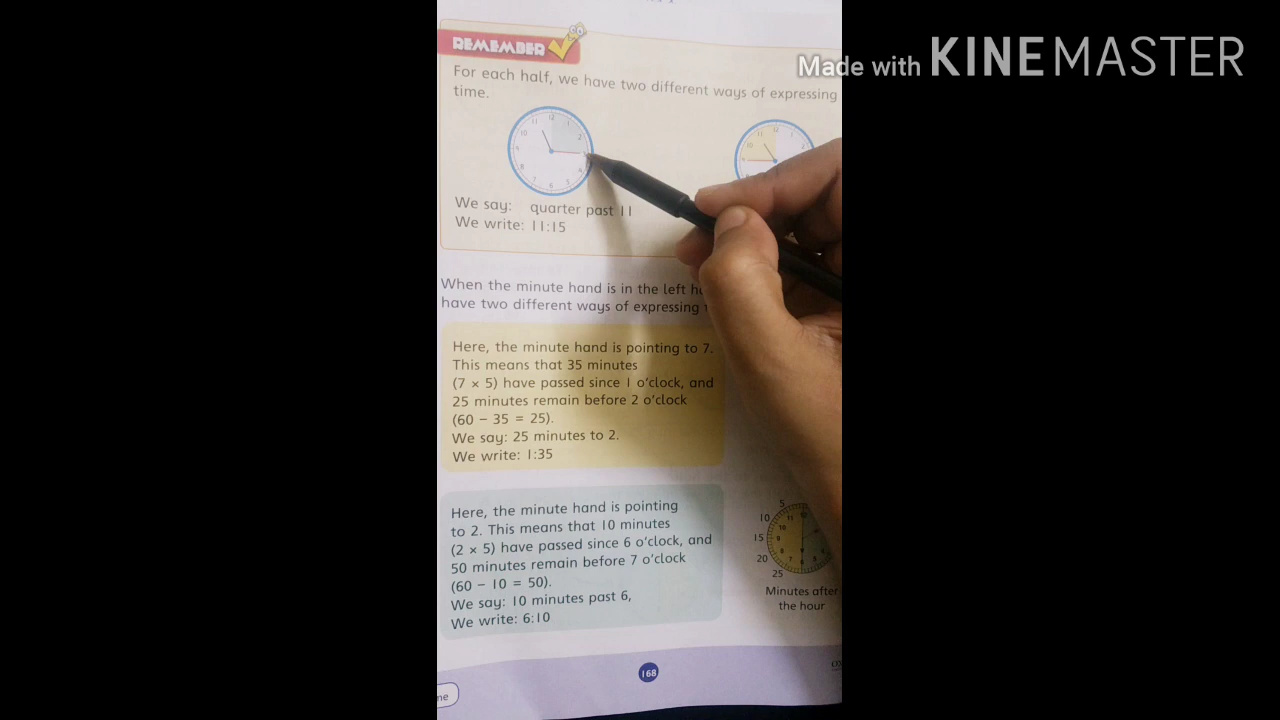 Made with KINEMASTER
REMEMBER
For each half, we have two different ways of expressing
time.
We say: quarter past 11
We write: 11:15
When the minute hand is in the left
have two different ways of expressing
Here, the minute hand is pointing to 7.
This means that 35 minutes
(7 × 5) have passed since 1 o'clock, and
25 minutes remain before 2 o'clock
(60 − 35 = 25).
We say: 25 minutes to 2.
We write: 1:35
Here, the minute hand is pointing
to 2. This means that 10 minutes
(2 × 5) have passed since 6 o'clock, and
50 minutes remain before 7 o'clock
(60 − 10 = 50).
We say: 10 minutes past 6,
We write: 6:10
5
10
15
20
25
Minutes after
the hour
168